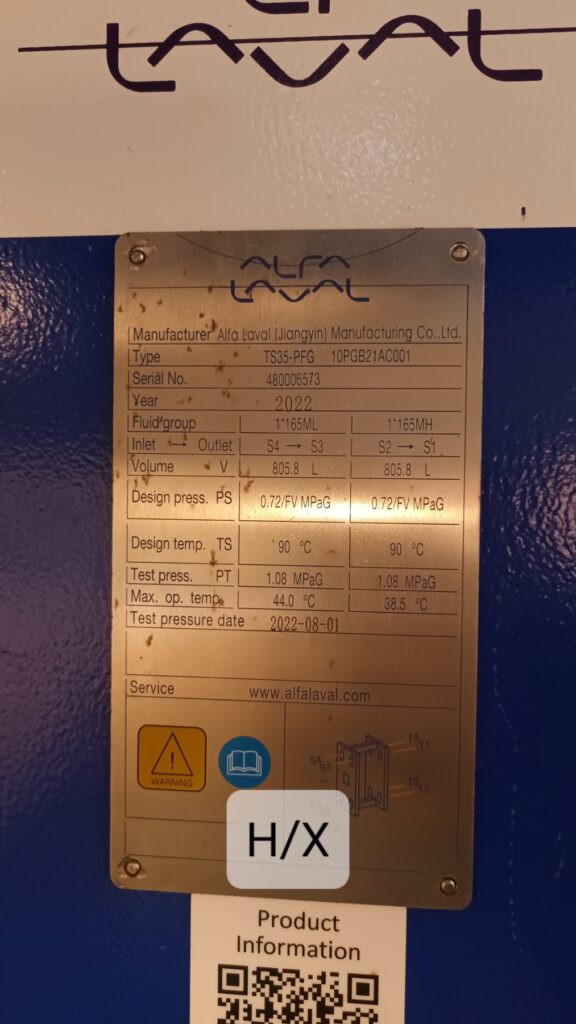 ALFA
LAVAL
ALFA
LAVAL
Manufacturer Alfa Laval (Jiangyin) Manufacturing Co.,Ltd.
Type TS35-PFG 10PGB21AC001
Serial No. 480006573
Year 2022
Fluid group 1*165ML 1*165MH
Inlet → Outlet S4 → S3 S2 → S1
Volume V 805.8 L 805.8 L
Design press. PS 0.72/FV MPaG 0.72/FV MPaG
Design temp. TS 90 °C 90 °C
Test press. PT 1.08 MPaG 1.08 MPaG
Max. op. temp. 44.0 °C 38.5 °C
Test pressure date 2022-08-01
Service www.alfalaval.com
WARNING
S4
S1
T4
T1
T3
T2
H/X
Product
Information